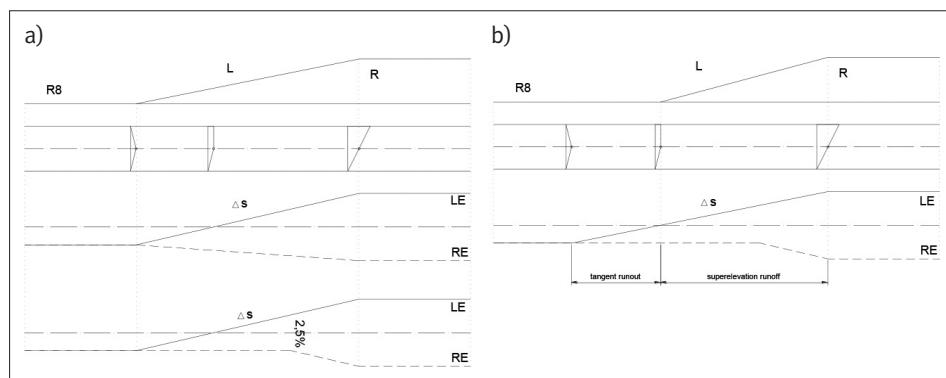 a)
L
R8
R
△ s
LE
RE
△ s
2,5%
LE
RE
b)
L
R8
R
△ s
LE
RE
tangent runout
superelevation runoff